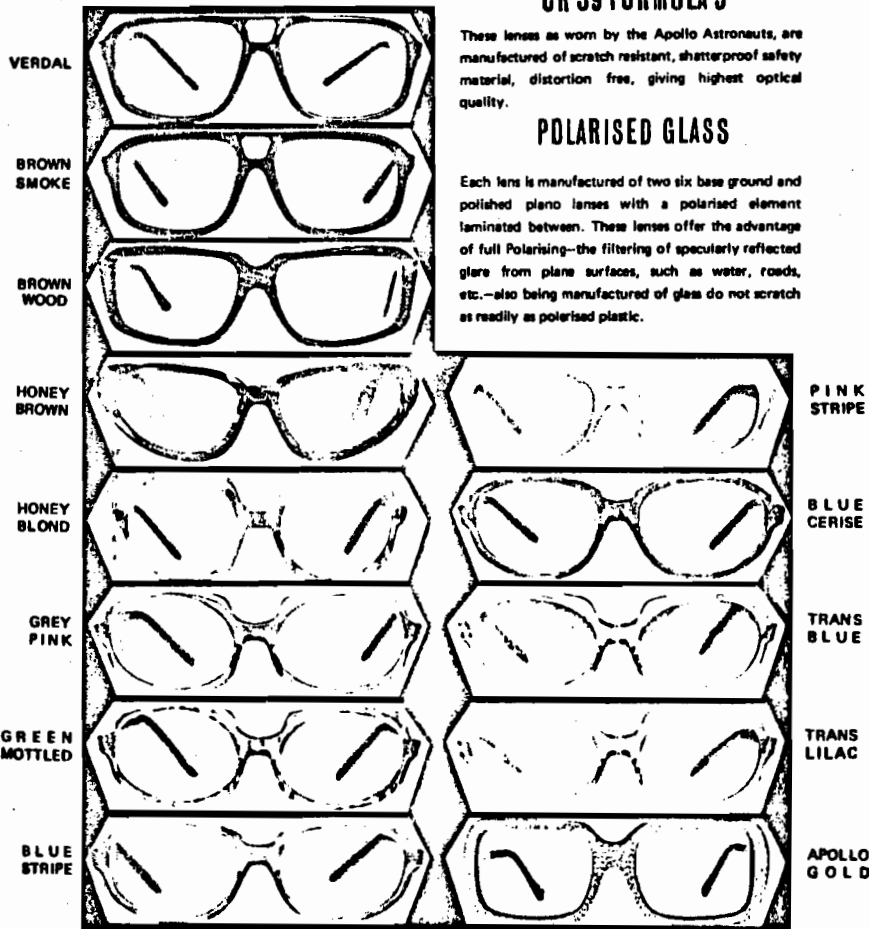 VERDAL
BROWN
SMOKE
BROWN
WOOD
HONEY
BROWN
HONEY
BLOND
GREY
PINK
GREEN
MOTTLED
BLUE
STRIPE
OR 39 FORMULA 5
These lenses as worn by the Apollo Astronauts, are
manufactured of scratch resistant, shatterproof safety
material, distortion free, giving highest optical
quality.
POLARISED GLASS
Each lens is manufactured of two six base ground and
polished plano lenses with a polarised element
laminated between. These lenses offer the advantage
of full Polarising—the filtering of specularly reflected
glare from plane surfaces, such as water, roads,
etc.—also being manufactured of glass do not scratch
as readily as polarised plastic.
PINK
STRIPE
BLUE
CERISE
TRANS
BLUE
TRANS
LILAC
APOLLO
GOLD